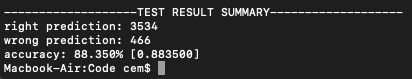 -------------------TEST RESULT SUMMARY-------------------
right prediction: 3534
wrong prediction: 466
accuracy: 88.350% [0.883500]
Macbook-Air:Code cem$